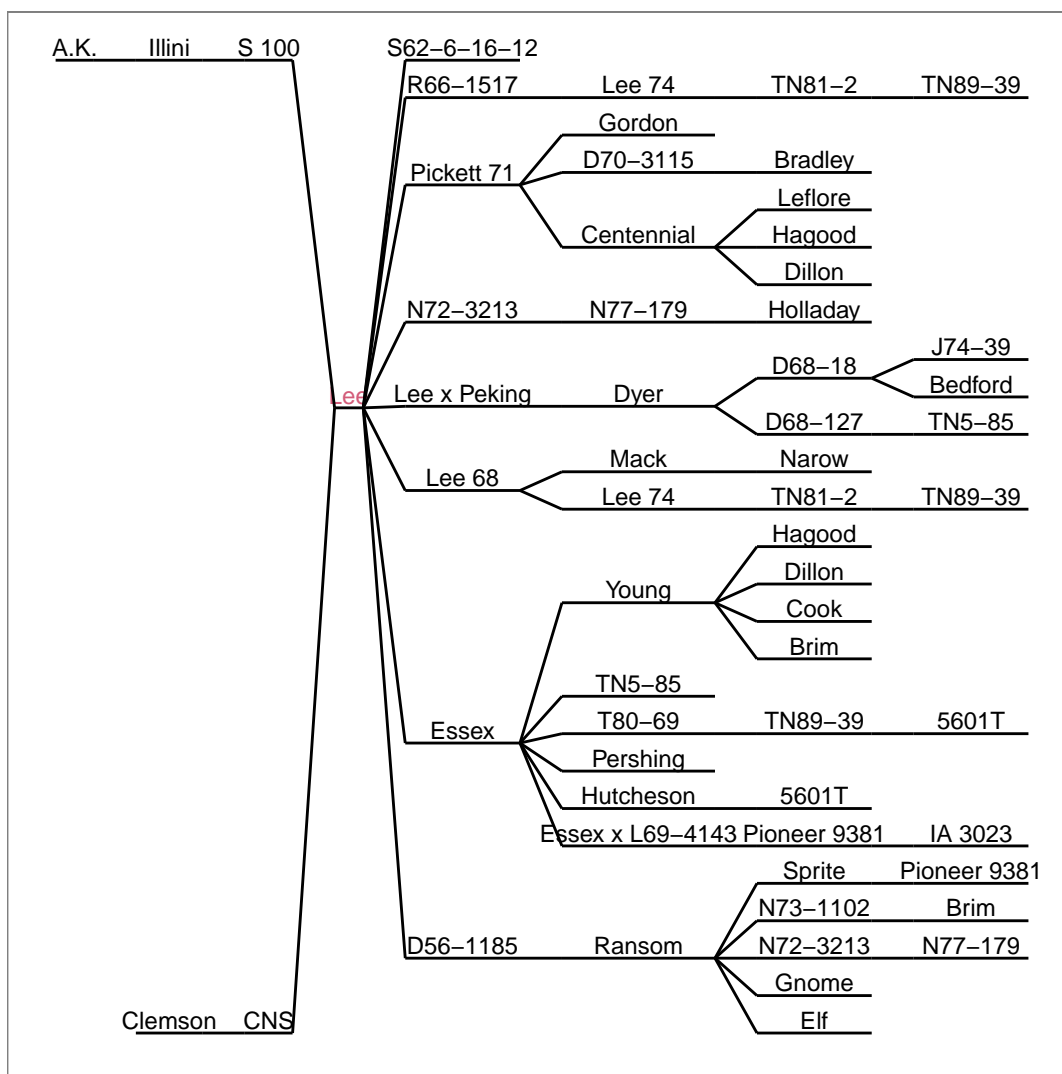 A.K. Illini S 100 S62−6−16−12
R66−1517 Lee 74 TN81−2 TN89−39
Gordon
D70−3115 Bradley
Pickett 71
Leflore
Centennial Hagood
Dillon
N72−3213 N77−179 Holladay
J74−39
D68−18
Bedford
Lee Lee x Peking Dyer
D68−127 TN5−85
Mack Narow
Lee 68
Lee 74 TN81−2 TN89−39
Hagood
Dillon
Young
Cook
Brim
TN5−85
T80−69 TN89−39 5601T
Essex
Pershing
Hutcheson 5601T
Essex x L69−4143 Pioneer 9381 IA 3023
Sprite Pioneer 9381
N73−1102 Brim
D56−1185 Ransom N72−3213 N77−179
Gnome
Clemson CNS Elf